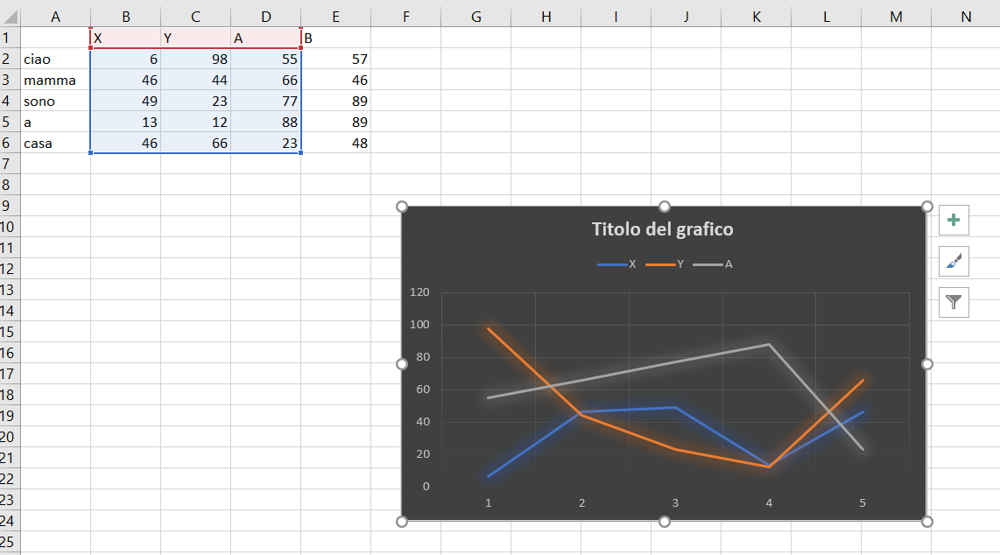 A B C D E F G H I J K L M N
1 X Y A B
2 ciao 6 98 55 57
3 mamma 46 44 66 46
4 sono 49 23 77 89
5 a 13 12 88 89
6 casa 46 66 23 48
7
8
9
10
11
12
13
14
15
16
17
18
19
20
21
22
23
24
25
Titolo del grafico
X Y A
120
100
80
60
40
20
0
1 2 3 4 5